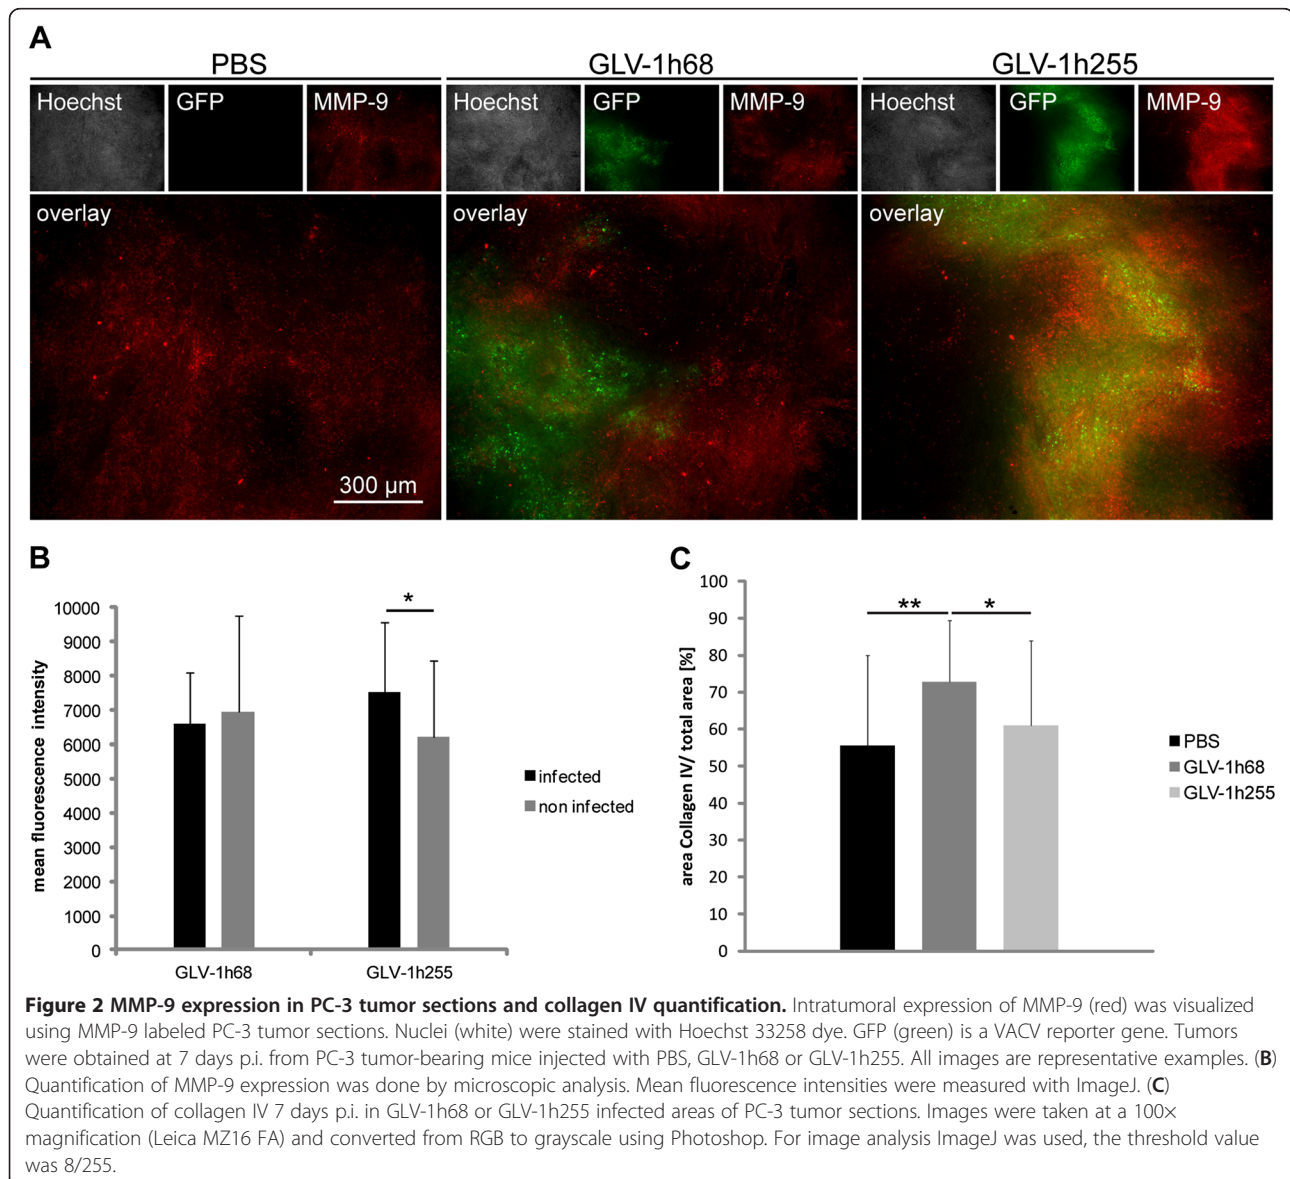 A
PBS
GLV-1h68
GLV-1h255
Hoechst
GFP
MMP-9
Hoechst
GFP
MMP-9
Hoechst
GFP
MMP-9
overlay
overlay
overlay
300 µm
B
10000
9000
8000
7000
6000
5000
4000
3000
2000
1000
0
mean fluorescence intensity
*
GLV-1h68
GLV-1h255
infected
non infected
C
100
90
80
70
60
50
40
30
20
10
0
area Collagen IV/ total area [%]
**
*
PBS
GLV-1h68
GLV-1h255
Figure 2 MMP-9 expression in PC-3 tumor sections and collagen IV quantification. Intratumoral expression of MMP-9 (red) was visualized
using MMP-9 labeled PC-3 tumor sections. Nuclei (white) were stained with Hoechst 33258 dye. GFP (green) is a VACV reporter gene. Tumors
were obtained at 7 days p.i. from PC-3 tumor-bearing mice injected with PBS, GLV-1h68 or GLV-1h255. All images are representative examples. (B)
Quantification of MMP-9 expression was done by microscopic analysis. Mean fluorescence intensities were measured with ImageJ. (C)
Quantification of collagen IV 7 days p.i. in GLV-1h68 or GLV-1h255 infected areas of PC-3 tumor sections. Images were taken at a 100×
magnification (Leica MZ16 FA) and converted from RGB to grayscale using Photoshop. For image analysis ImageJ was used, the threshold value
was 8/255.